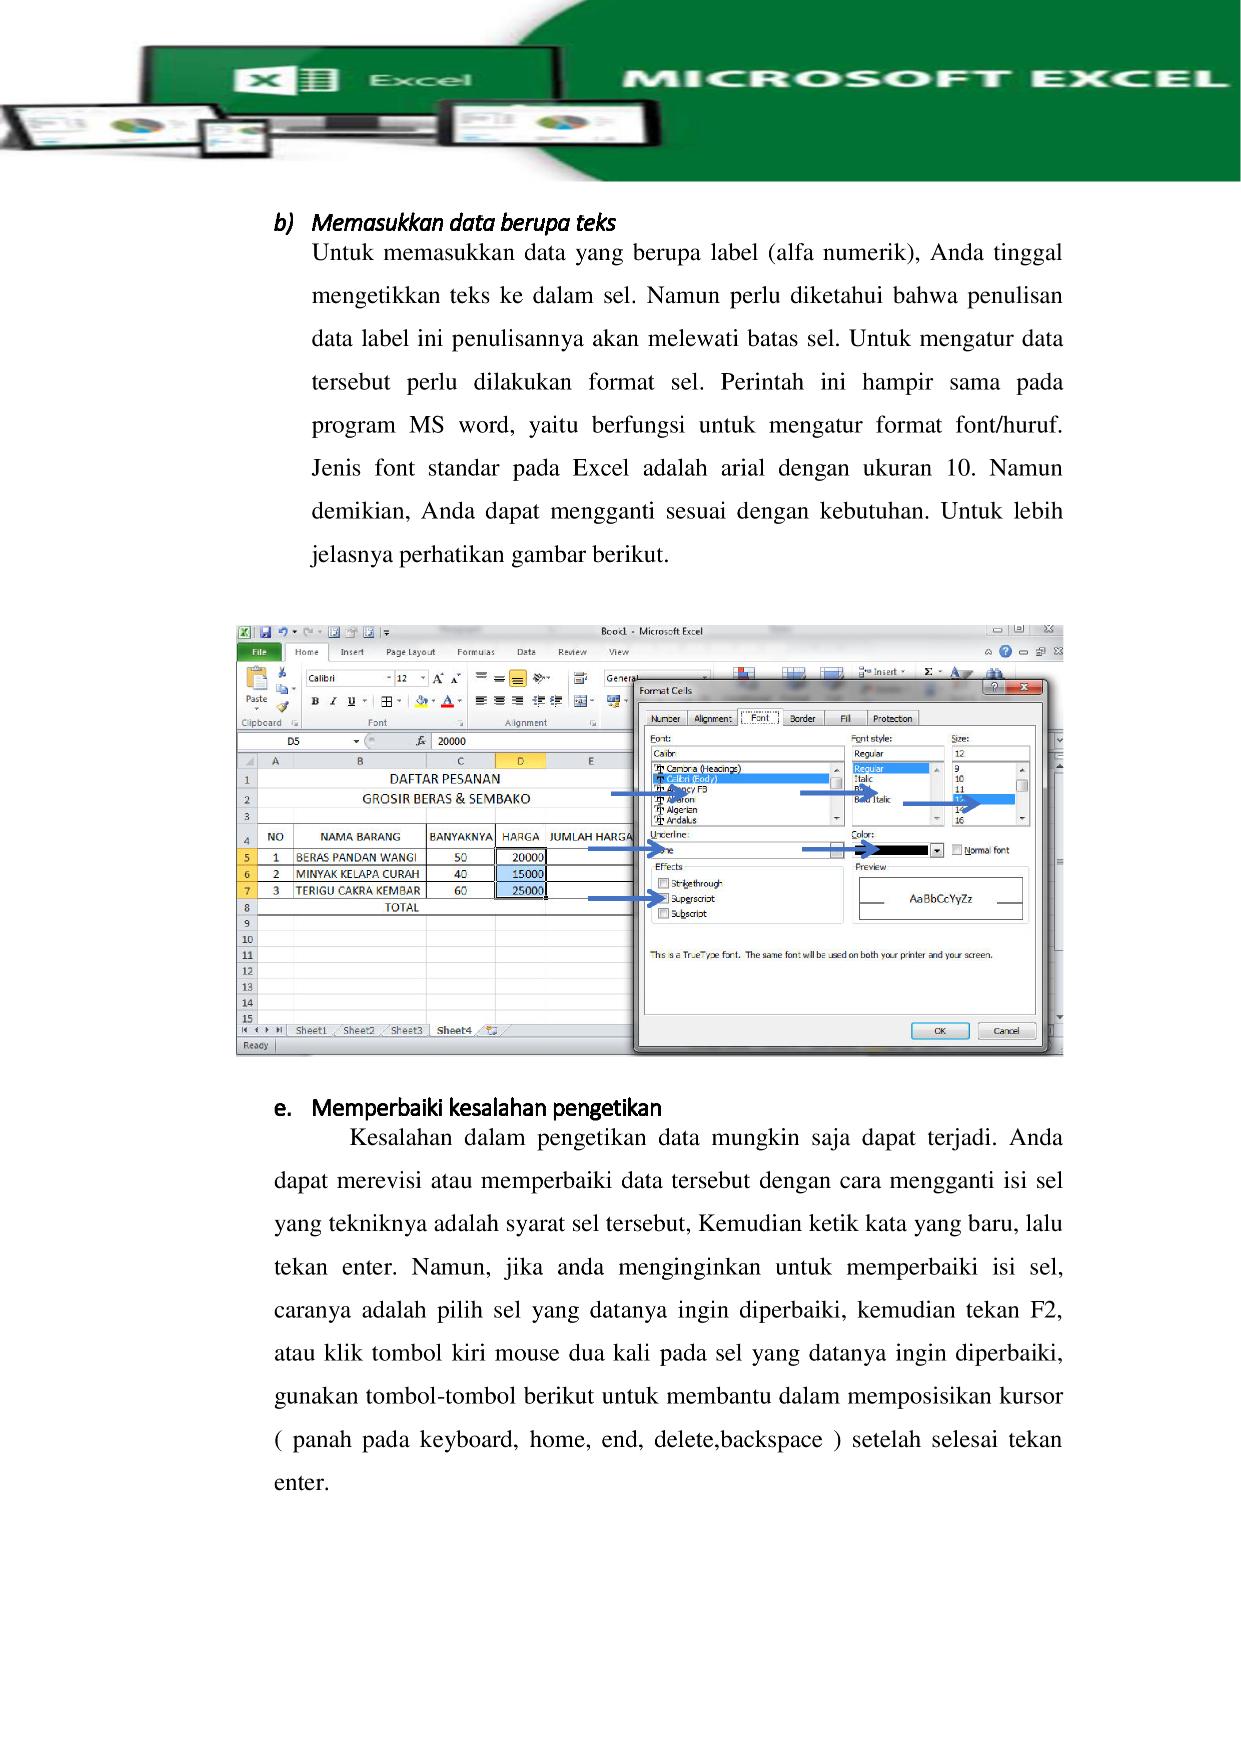 Excel
MICROSOFT EXCEL
b) Memasukkan data berupa teks
Untuk memasukkan data yang berupa label (alfa numerik), Anda tinggal
mengetikkan teks ke dalam sel. Namun perlu diketahui bahwa penulisan
data label ini penulisannya akan melewati batas sel. Untuk mengatur data
tersebut perlu dilakukan format sel. Perintah ini hampir sama pada
program MS word, yaitu berfungsi untuk mengatur format font/huruf.
Jenis font standar pada Excel adalah arial dengan ukuran 10. Namun
demikian, Anda dapat mengganti sesuai dengan kebutuhan. Untuk lebih
jelasnya perhatikan gambar berikut.
Book1 - Microsoft Excel
File Home Insert Page Layout Formulas Data Review View
Calibri 12 General Insert
Paste
Clipboard Font Alignment
D5 fx 20000
A B C D E
1 DAFTAR PESANAN
2 GROSIR BERAS & SEMBAKO
3
4 NO NAMA BARANG BANYAKNYA HARGA JUMLAH HARGA
5 1 BERAS PANDAN WANGI 50 20000
6 2 MINYAK KELAPA CURAH 40 15000
7 3 TERIGU CAKRA KEMBAR 60 25000
8 TOTAL
9
10
11
12
13
14
15
Sheet1 Sheet2 Sheet3 Sheet4
Ready
Format Cells
Number Alignment Font Border Fill Protection
Font: Font style: Size:
Calibri Regular 12
Cambria (Headings) Regular 9
Calibri (Body) Italic 10
Agency FB 11
Bold Italic
Algerian 14
Andalus 16
Underline: Color:
Normal font
Effects Preview
Strikethrough
Superscript AaBbCcYyZz
Subscript
This is a TrueType font. The same font will be used on both your printer and your screen.
OK Cancel
e. Memperbaiki kesalahan pengetikan
Kesalahan dalam pengetikan data mungkin saja dapat terjadi. Anda
dapat merevisi atau memperbaiki data tersebut dengan cara mengganti isi sel
yang tekniknya adalah syarat sel tersebut, Kemudian ketik kata yang baru, lalu
tekan enter. Namun, jika anda menginginkan untuk memperbaiki isi sel,
caranya adalah pilih sel yang datanya ingin diperbaiki, kemudian tekan F2,
atau klik tombol kiri mouse dua kali pada sel yang datanya ingin diperbaiki,
gunakan tombol-tombol berikut untuk membantu dalam memposisikan kursor
( panah pada keyboard, home, end, delete,backspace ) setelah selesai tekan
enter.